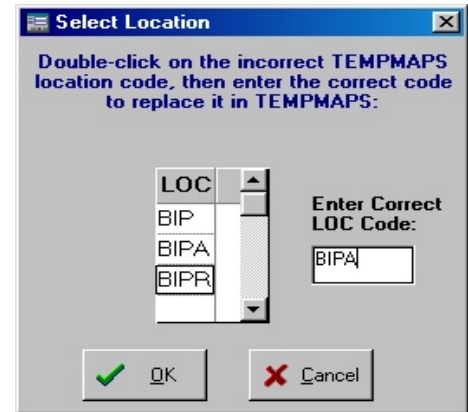 Select Location
Double-click on the incorrect TEMPMAPS
location code, then enter the correct code
to replace it in TEMPMAPS:
LOC
BIP
BIPA
BIPR
Enter Correct
LOC Code:
BIPA
OK
Cancel